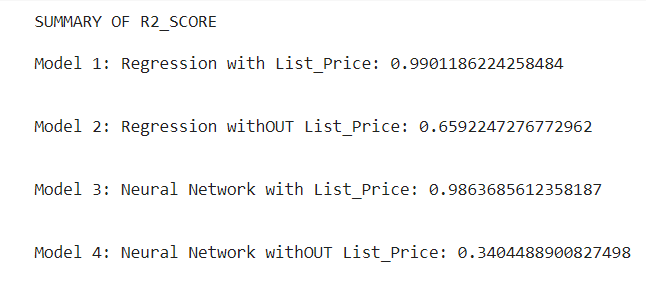 SUMMARY OF R2_SCORE
Model 1: Regression with List_Price: 0.9901186224258484
Model 2: Regression withOUT List_Price: 0.6592247276772962
Model 3: Neural Network with List_Price: 0.9863685612358187
Model 4: Neural Network withOUT List_Price: 0.3404488900827498